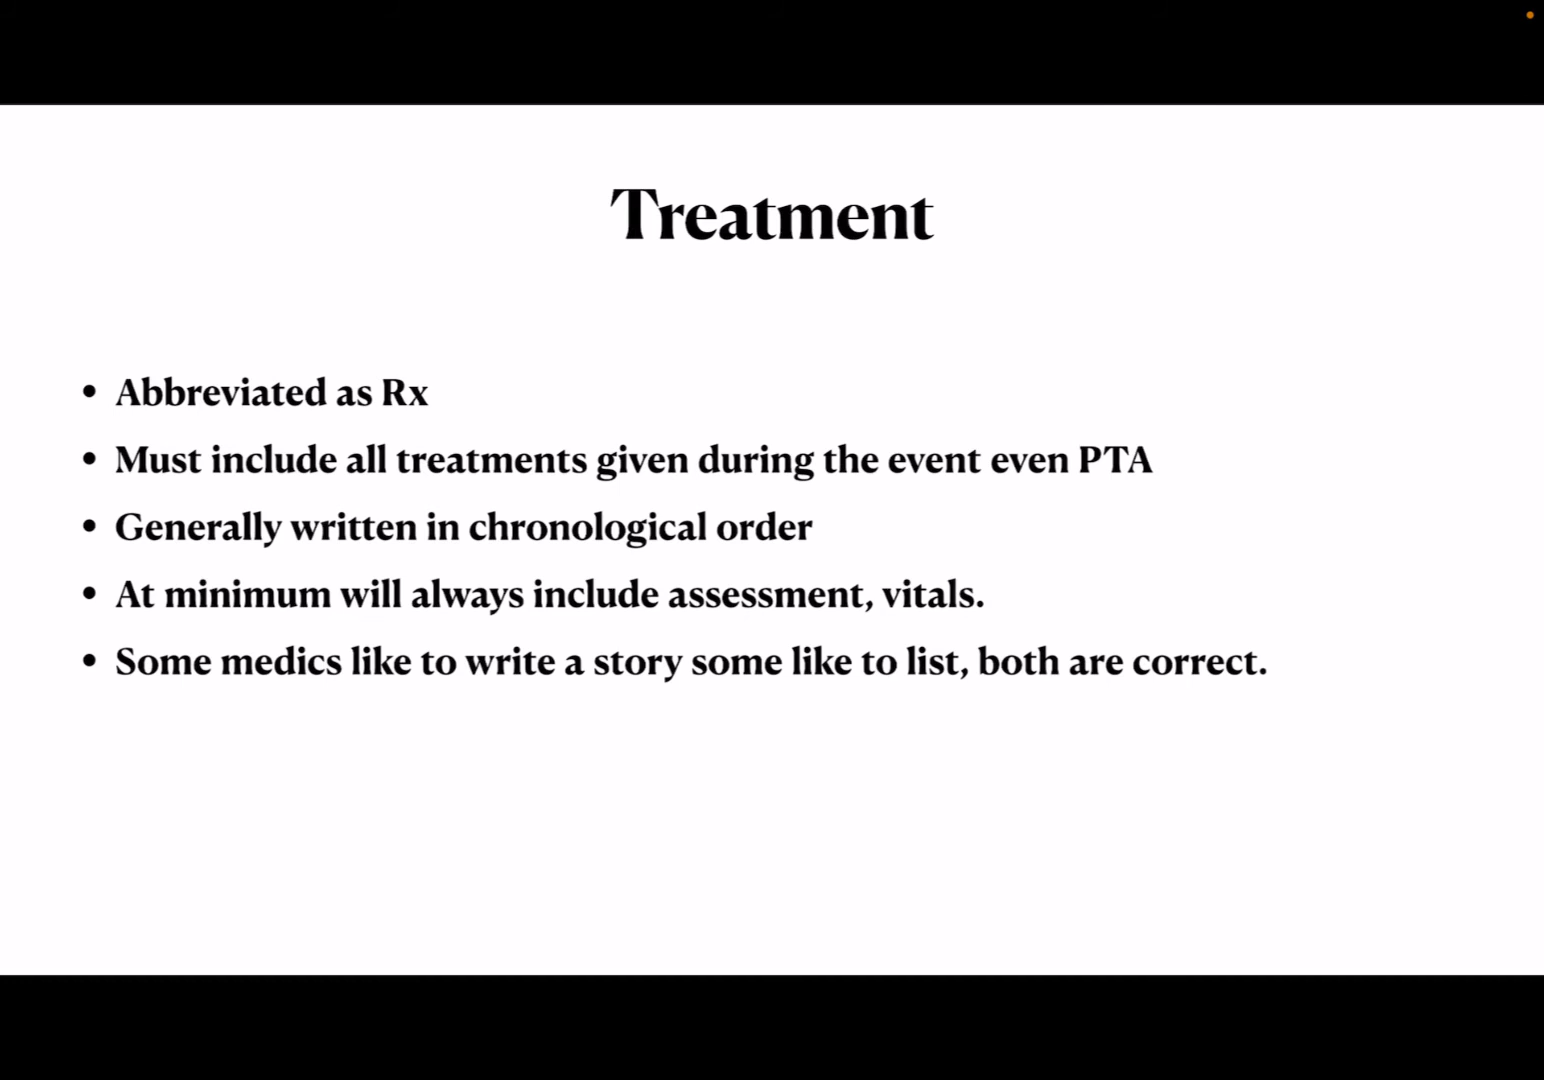 Treatment
• Abbreviated as Rx
• Must include all treatments given during the event even PTA
• Generally written in chronological order
• At minimum will always include assessment, vitals.
• Some medics like to write a story some like to list, both are correct.